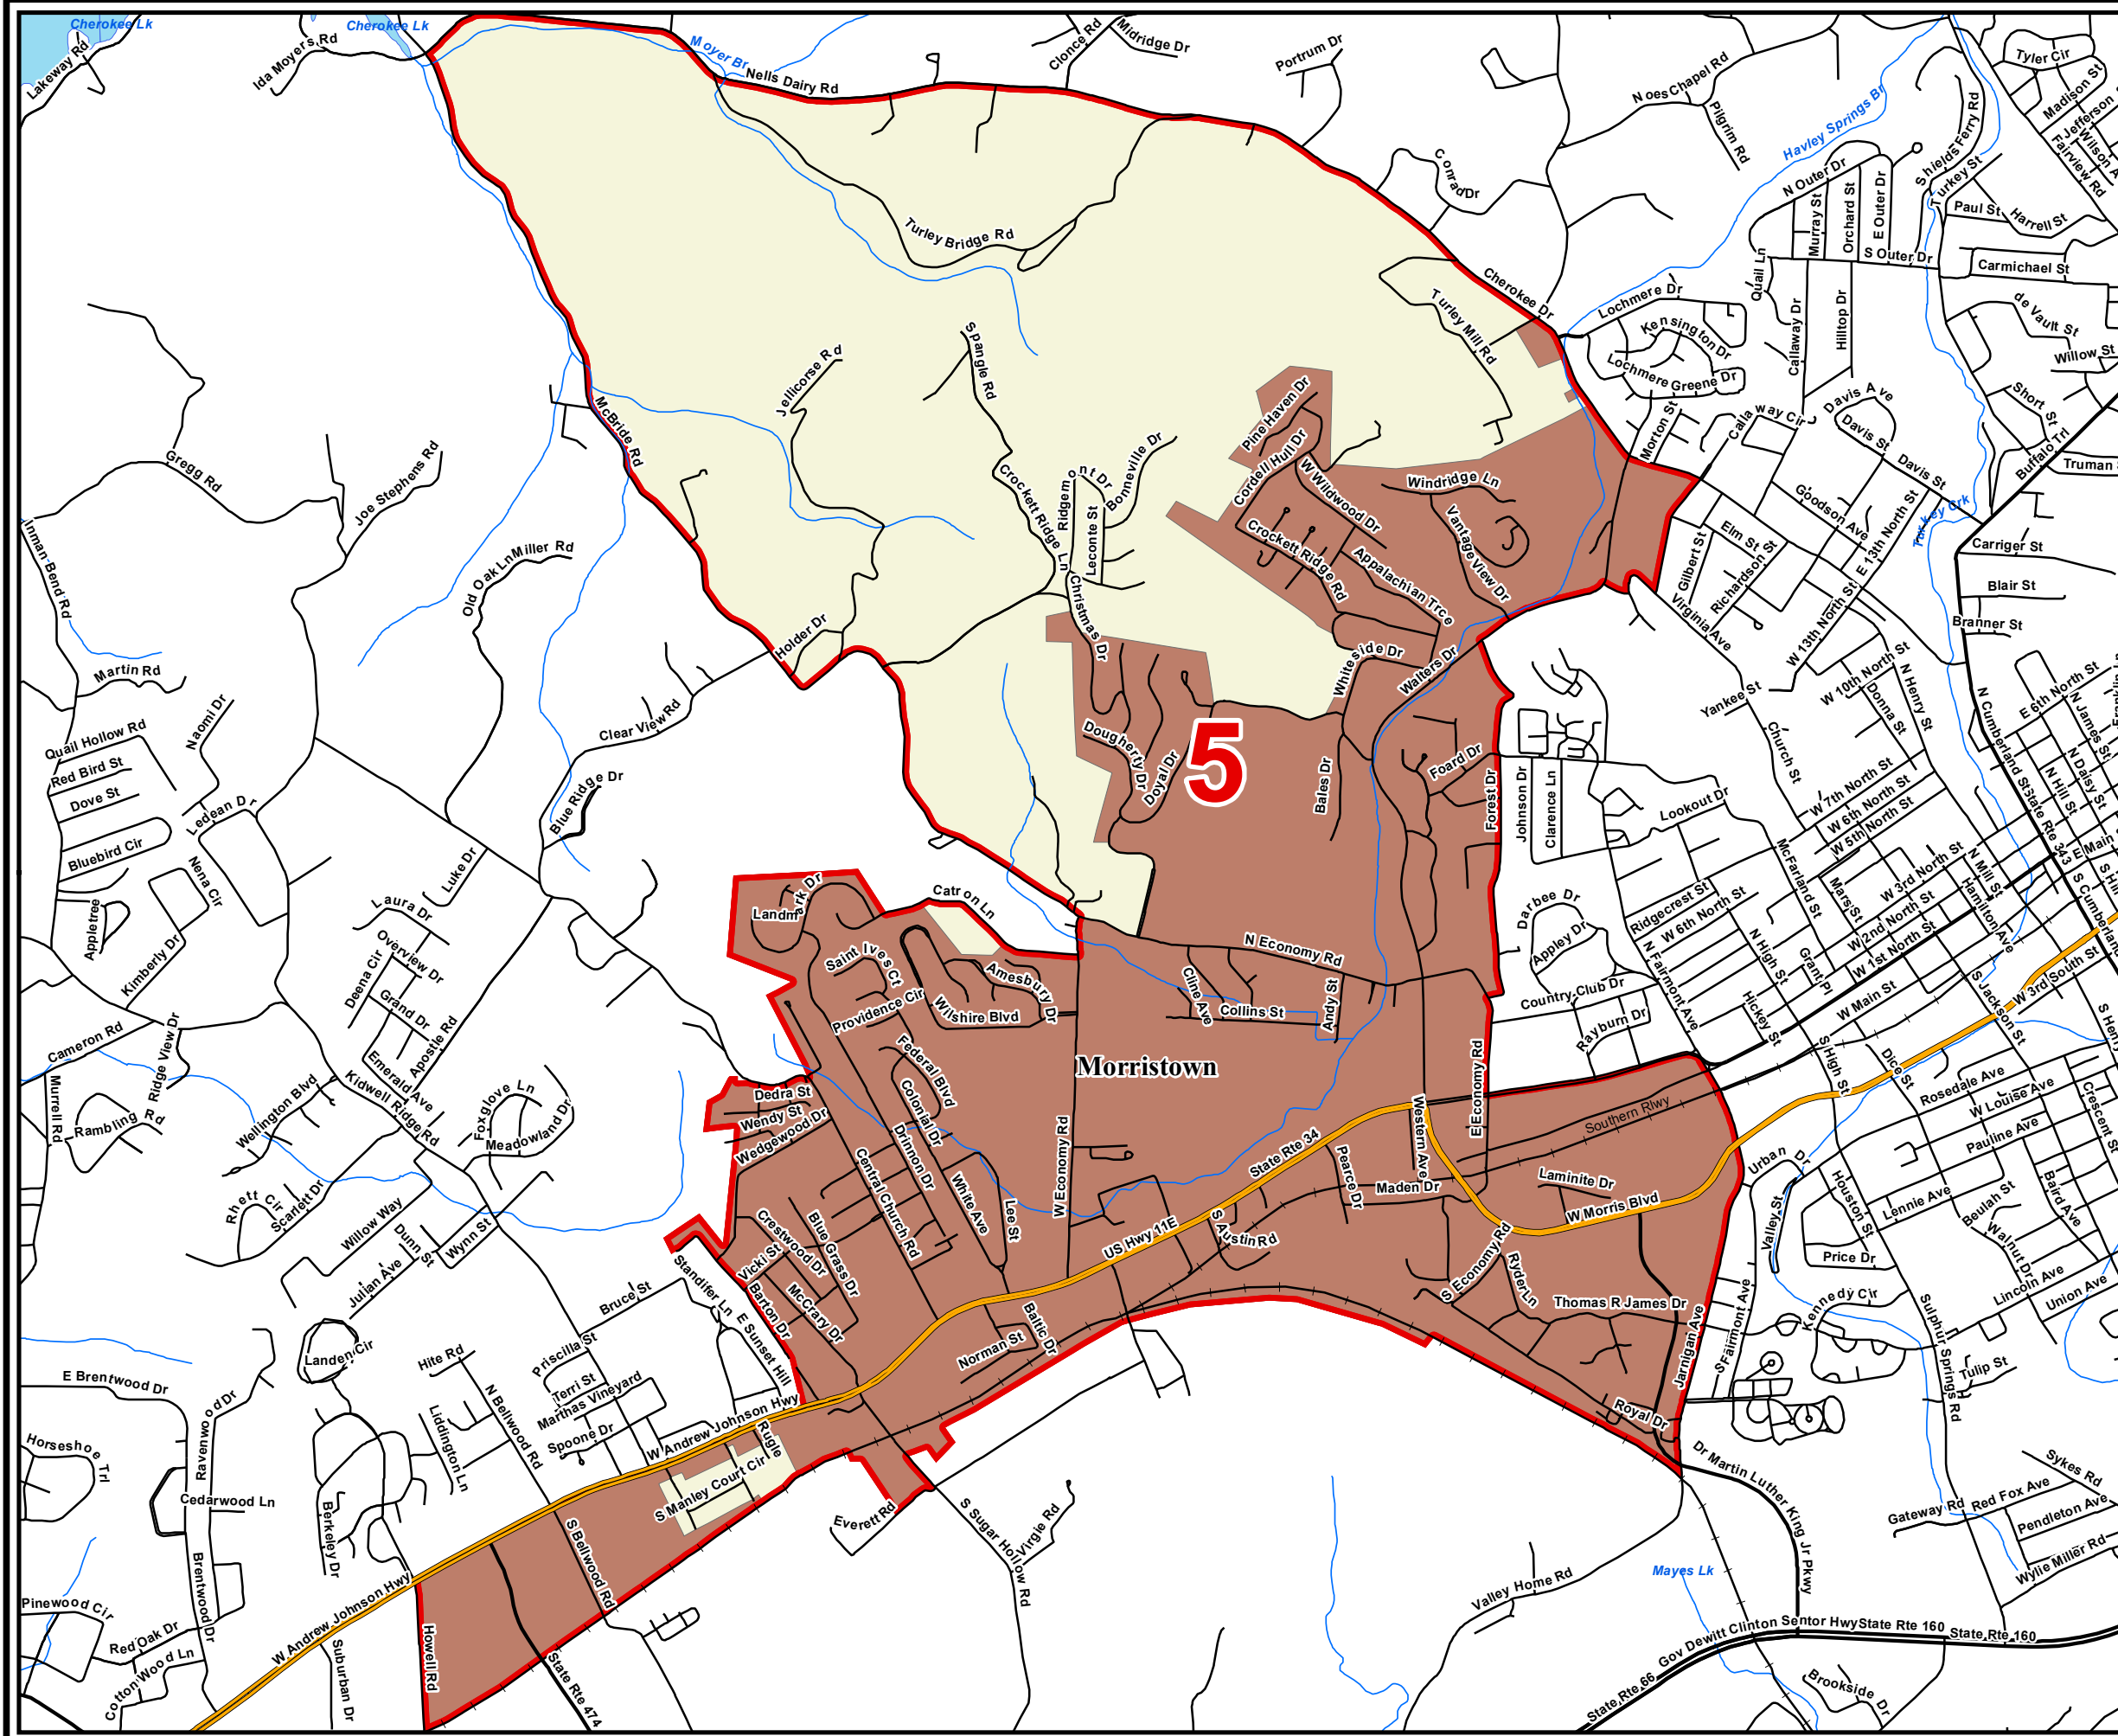 Cherokee Lk
Cherokee Lk
Lakeway Rd
Ida Moyers Rd
Moyer Br
Nells Dairy Rd
Clonce Rd
Midridge Dr
Portrum Dr
Noes Chapel Rd
Pilgrim Rd
Havley Springs Br
Tyler Cir
Madison St
Fairview Rd
S Shields Ferry Rd
Turkey St
Paul St
Harrell St
N Outer Dr
Murray St
Orchard St
E Outer Dr
S Outer Dr
Carmichael St
Conrad Dr
Turley Bridge Rd
Quail Ln
Cherokee Dr
Lochmere Dr
Kensington Dr
Lochmere Greene Dr
Callaway Dr
Hilltop Dr
de Vault St
Willow St
Turley Mill Rd
Spangle Rd
Jellicorse Rd
McBride Rd
Pine Haven Dr
Cordell Hull Dr
Morton St
Callaway Cir
Davis Ave
Davis St
Davis St
Short St
Buffalo Trl
Truman
Gregg Rd
Joe Stephens Rd
Crockett Ridge Ln
Ridgemont Dr
Bonneville Dr
Leconte St
W Wildwood Dr
Windridge Ln
Vantage View Dr
Crockett Ridge Rd
Appalachian Trce
Goodson Ave
E 13th North St
Turkey Crk
Elm St
Gilbert St
Richardson St
Virginia Ave
W 13th North St
Carriger St
Blair St
Branner St
Inman Bend Rd
Old Oak Ln
Miller Rd
Holder Dr
Christmas Dr
Whiteside Dr
Walters Dr
W 10th North St
Donna St
N Henry St
Yankee St
Church St
N Cumberland St
E 6th North St
N James St
N Daisy St
N Hill St
Martin Rd
Naomi Dr
Clear View Rd
Quail Hollow Rd
Red Bird St
Dove St
Bluebird Cir
Ledean Dr
Nena Cir
Blue Ridge Dr
Dougherty Dr
Doyal Dr
5
Bales Dr
Foard Dr
Forest Dr
Johnson Dr
Clarence Ln
Lookout Dr
W 7th North St
W 6th North St
W 5th North St
State Rte 343
E Main
McFarland St
Mars St
W 3rd North St
N Mill St
Hamilton Ave
W 2nd North St
W 1st North St
S Cumberland
Luke Dr
Laura Dr
Overview Dr
Deena Cir
Grand Dr
Apostle Rd
Appletree
Kimberly Dr
Landmark Dr
Catron Ln
Saint Ives Ct
Amesbury Dr
Providence Cir
Wilshire Blvd
N Economy Rd
Cline Ave
Collins St
Andy St
Darbee Dr
Appley Dr
Ridgecrest St
W 6th North St
N Fairmont Ave
N High St
Grant Pl
Country Club Dr
Rayburn Dr
Hickey St
W Main St
S Jackson St
W 3rd South St
S Henry
Cameron Rd
Ridge View Dr
Murrell Rd
Rambling Rd
Wellington Blvd
Emerald Ave
Kidwell Ridge Rd
Foxglove Ln
Meadowland Dr
Dedra St
Wendy St
Wedgewood Dr
Federal Blvd
Colonial Dr
Drinnon Dr
Morristown
W Economy Rd
E Economy Rd
Western Ave
Southern Rlwy
S High St
Dice St
Rosedale Ave
W Louise Ave
Pauline Ave
Crescent St
State Rte 34
Pearce Dr
Maden Dr
Laminite Dr
W Morris Blvd
Urban Dr
Valley St
Houston St
Lennie Ave
Beulah St
Baird Ave
Walnut Dr
Rhett Cir
Scarlett Dr
Willow Way
Dunn St
Wynn St
Julian Ave
Central Church Rd
White Ave
Lee St
Crestwood Dr
Blue Grass Dr
Vicki St
Barton Dr
McCrary Dr
Standifer Ln
E Sunset Hill
US Hwy 11E
S Austin Rd
S Economy Rd
Ryder Ln
Thomas R James Dr
Price Dr
Lincoln Ave
Union Ave
Kennedy Cir
S Fairmont Ave
Jarnigan Ave
Sulphur Springs Rd
Tulip St
Bruce St
Priscilla St
Terri St
Marthas Vineyard
Spoone Dr
Landen Cir
Hite Rd
N Bellwood Rd
Liddington Ln
E Brentwood Dr
Ravenwood Dr
Horseshoe Trl
Cedarwood Ln
Berkeley Dr
Brentwood Dr
Norman St
Baltic Dr
W Andrew Johnson Hwy
Rugle
S Manley Court Cir
Everett Rd
S Sugar Hollow Rd
Virgie Rd
Royal Dr
Dr Martin Luther King Jr Pkwy
Sykes Rd
Red Fox Ave
Gateway Rd
Pendleton Ave
Wylie Miller Rd
S Bellwood Rd
Howell Rd
State Rte 474
W Andrew Johnson Hwy
Suburban Dr
Pinewood Cir
Red Oak Dr
Cotton Wood Ln
Valley Home Rd
Mayes Lk
State Rte 66
Gov Dewitt Clinton Sentor Hwy
State Rte 160
State Rte 160
Brookside Dr